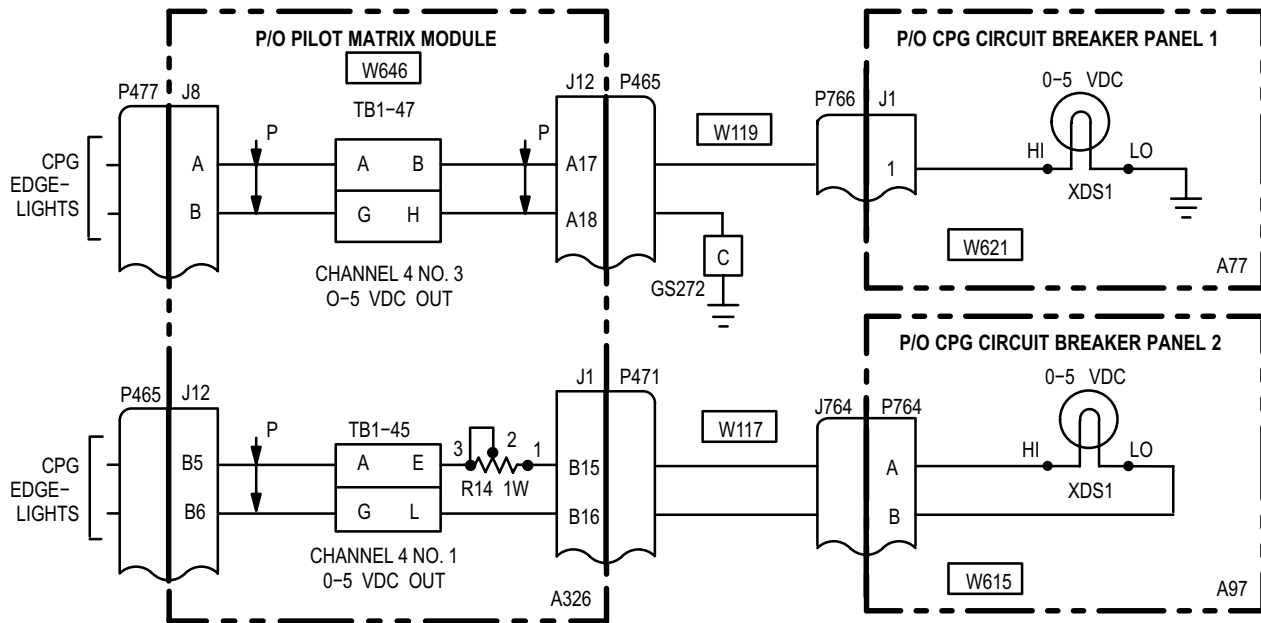 P/O PILOT MATRIX MODULE
W646
P477 J8
TB1−47
J12 P465
P P
CPG
EDGE−
LIGHTS
A
B
A B
G H
A17
A18
CHANNEL 4 NO. 3
O−5 VDC OUT
W119
C
GS272
P/O CPG CIRCUIT BREAKER PANEL 1
0−5 VDC
P766 J1
1
HI LO
XDS1
W621
A77
P465 J12
TB1−45
J1 P471
P
CPG
EDGE−
LIGHTS
B5
B6
A E
G L
3 2 1
R14 1W
B15
B16
CHANNEL 4 NO. 1
0−5 VDC OUT
A326
W117
P/O CPG CIRCUIT BREAKER PANEL 2
0−5 VDC
J764 P764
A
B
HI LO
XDS1
W615
A97